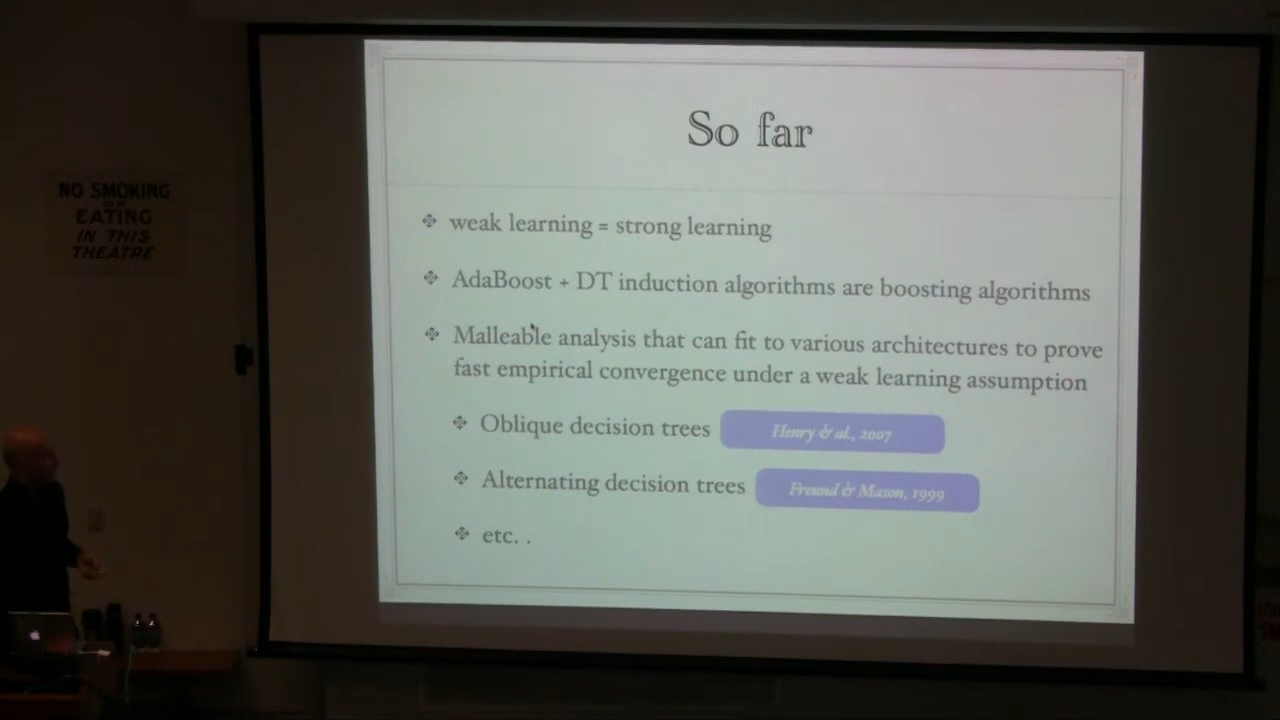 So far
NO SMOKING
OR
EATING
IN THIS
THEATRE
weak learning = strong learning
AdaBoost + DT induction algorithms are boosting algorithms
Malleable analysis that can fit to various architectures to prove
fast empirical convergence under a weak learning assumption
Oblique decision trees
Henry & al., 2007
Alternating decision trees
Freund & Mason, 1999
etc. .